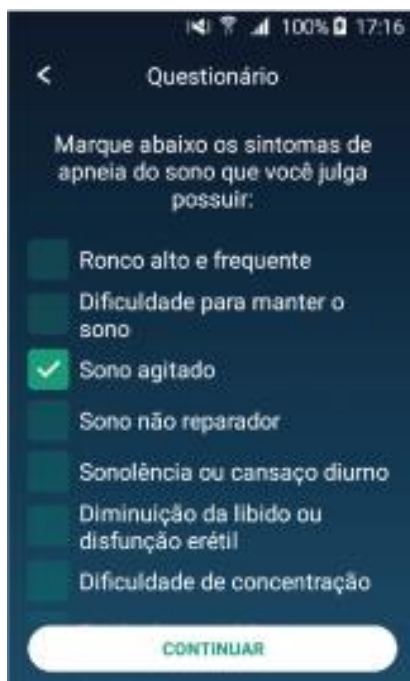 100% 17:16
Questionário
Marque abaixo os sintomas de
apneia do sono que você julga
possuir:
Ronco alto e frequente
Dificuldade para manter o
sono
Sono agitado
Sono não reparador
Sonolência ou cansaço diurno
Diminuição da libido ou
disfunção erétil
Dificuldade de concentração
CONTINUAR